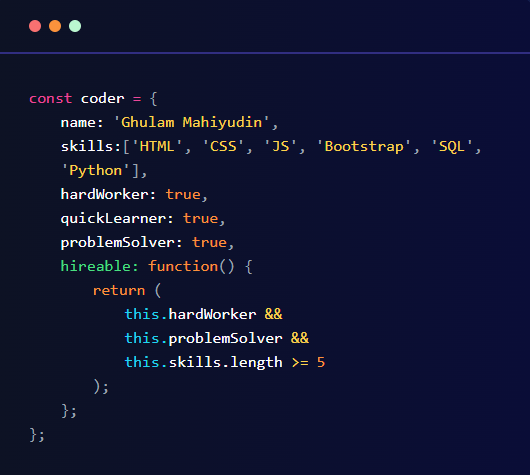 const coder = {
name: 'Ghulam Mahiyudin',
skills:['HTML', 'CSS', 'JS', 'Bootstrap', 'SQL',
'Python'],
hardWorker: true,
quickLearner: true,
problemSolver: true,
hireable: function() {
return (
this.hardWorker &&
this.problemSolver &&
this.skills.length >= 5
);
};
};